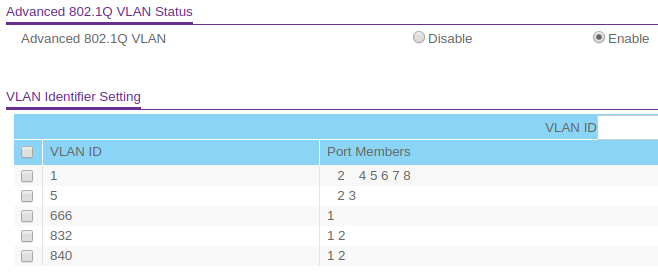 Advanced 802.1Q VLAN Status
Advanced 802.1Q VLAN Disable Enable
VLAN Identifier Setting
VLAN ID
VLAN ID Port Members
1 2 4 5 6 7 8
5 2 3
666 1
832 1 2
840 1 2